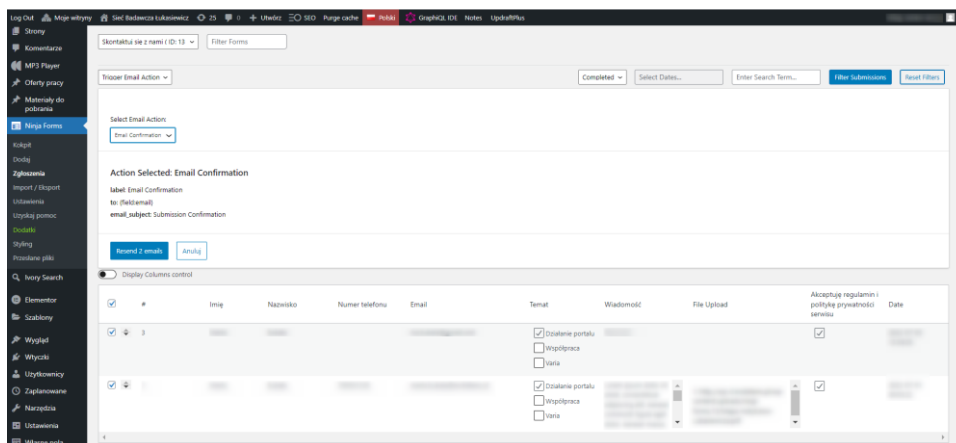 Log Out Moje witryny Sieć Badawcza Łukasiewicz 25 0 + Utwórz SEO Purge cache Polski GraphiQL IDE Notes UpdraftPlus
Strony
Komentarze
MP3 Player
Oferty pracy
Materiały do
pobrania
Ninja Forms
Kokpit
Dodaj
Zgłoszenia
Import / Eksport
Ustawienia
Uzyskaj pomoc
Dodatki
Styling
Przesłane pliki
Ivory Search
Elementor
Szablony
Wygląd
Wtyczki
Użytkownicy
Zaplanowane
Narzędzia
Ustawienia
Własne pola
Skontaktuj sie z nami ( ID: 13 Filter Forms
Trigger Email Action Completed Select Dates... Enter Search Term... Filter Submissions Reset Filters
Select Email Action:
Email Confirmation
Action Selected: Email Confirmation
label: Email Confirmation
to: {field:email}
email_subject: Submission Confirmation
Resend 2 emails Anuluj
Display Columns control
# Imię Nazwisko Numer telefonu Email Temat Wiadomość File Upload Akceptuję regulamin i
politykę prywatności
serwisu Date
3 Działanie portalu
Współpraca
Varia
Działanie portalu
Współpraca
Varia